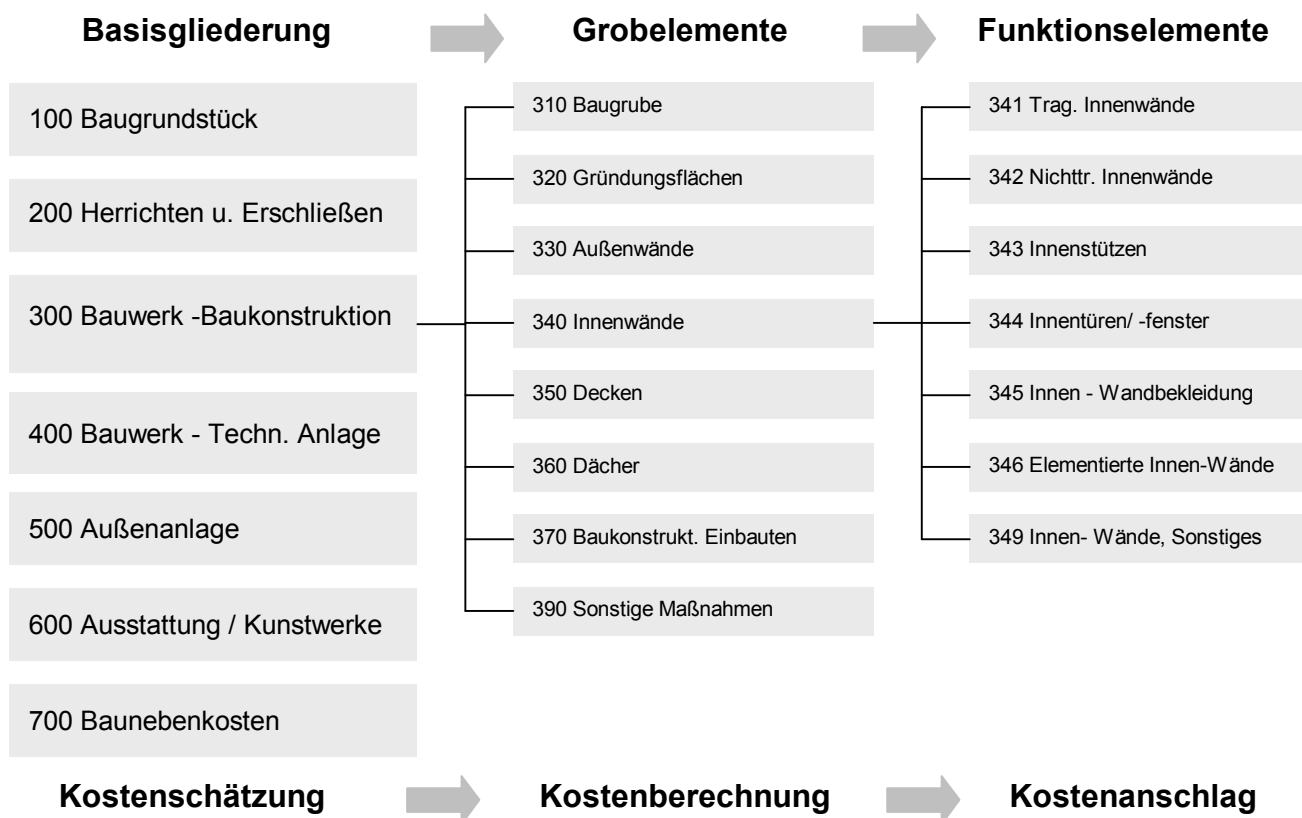 Basisgliederung
Grobelemente
Funktionselemente
100 Baugrundstück
200 Herrichten u. Erschließen
300 Bauwerk -Baukonstruktion
400 Bauwerk - Techn. Anlage
500 Außenanlage
600 Ausstattung / Kunstwerke
700 Baunebenkosten
310 Baugrube
320 Gründungsflächen
330 Außenwände
340 Innenwände
350 Decken
360 Dächer
370 Baukonstrukt. Einbauten
390 Sonstige Maßnahmen
341 Trag. Innenwände
342 Nichttr. Innenwände
343 Innenstützen
344 Innentüren/ -fenster
345 Innen - Wandbekleidung
346 Elementierte Innen-Wände
349 Innen- Wände, Sonstiges
Kostenschätzung
Kostenberechnung
Kostenanschlag